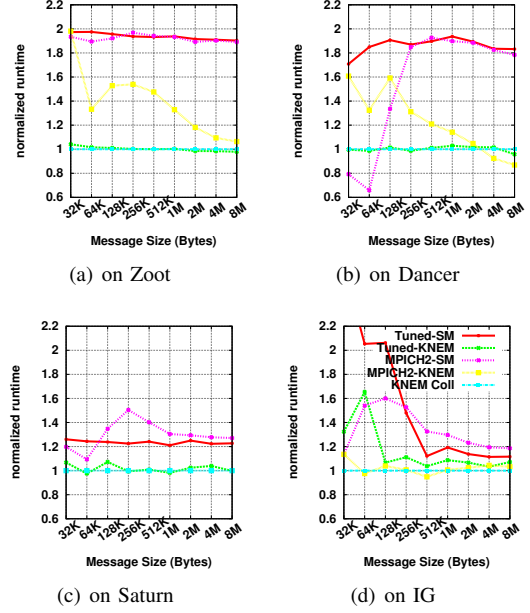 2.2
2
1.8
1.6
1.4
1.2
1
0.8
0.6
normalized runtime
32K 64K 128K 256K 512K 1M 2M 4M 8M
Message Size (Bytes)
(a) on Zoot
2.2
2
1.8
1.6
1.4
1.2
1
0.8
0.6
normalized runtime
32K 64K 128K 256K 512K 1M 2M 4M 8M
Message Size (Bytes)
(b) on Dancer
2.2
2
1.8
1.6
1.4
1.2
1
0.8
0.6
normalized runtime
32K 64K 128K 256K 512K 1M 2M 4M 8M
Message Size (Bytes)
(c) on Saturn
2.2
2
1.8
1.6
1.4
1.2
1
0.8
0.6
normalized runtime
Tuned-SM
Tuned-KNEM
MPICH2-SM
MPICH2-KNEM
KNEM Coll
32K 64K 128K 256K 512K 1M 2M 4M 8M
Message Size (Bytes)
(d) on IG